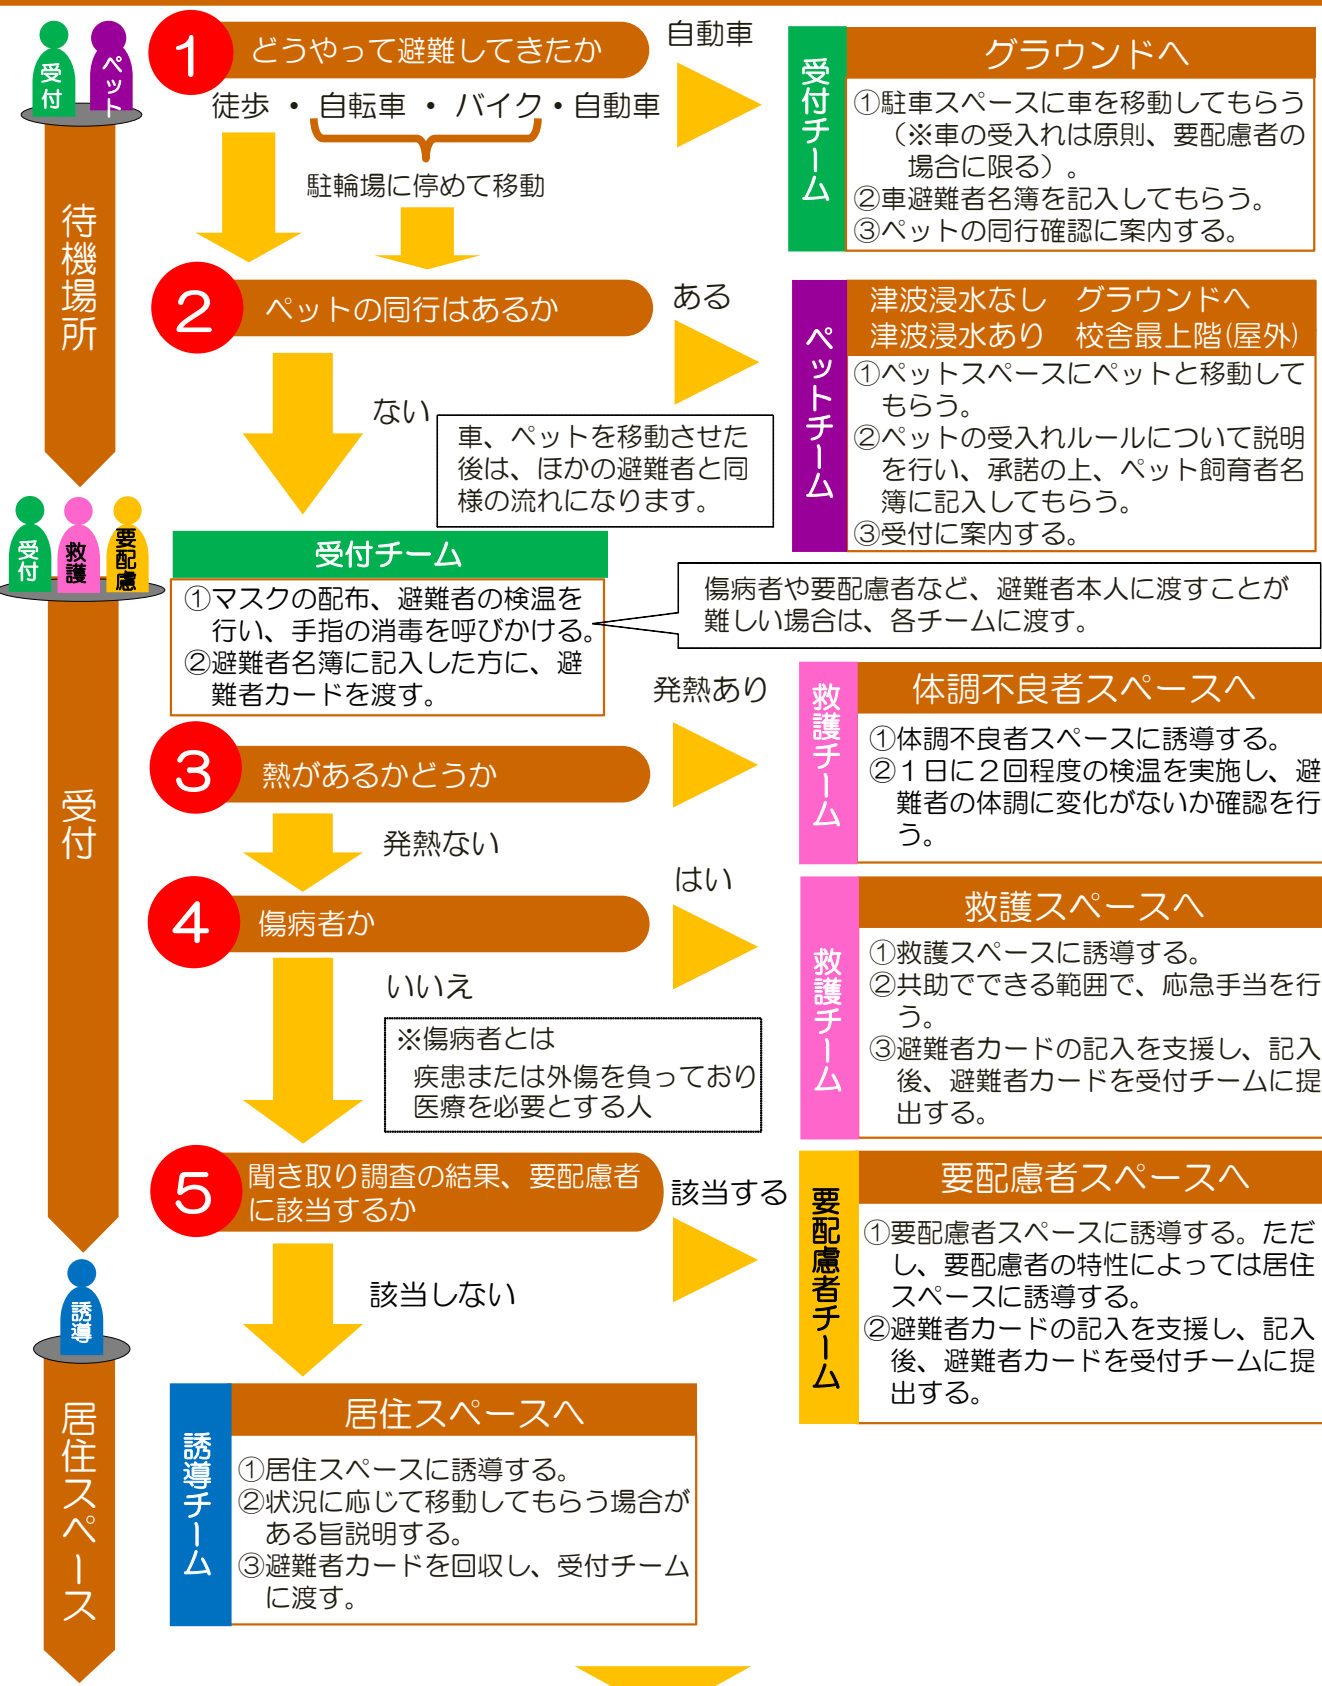 受付
ペット
待機場所
1
どうやって避難してきたか
自動車
徒歩 ・ 自転車 ・ バイク・自動車
駐輪場に停めて移動
受付チーム
グラウンドへ
①駐車スペースに車を移動してもらう
（※車の受入れは原則、要配慮者の
場合に限る）。
②車避難者名簿を記入してもらう。
③ペットの同行確認に案内する。
2
ペットの同行はあるか
ある
ない
車、ペットを移動させた
後は、ほかの避難者と同
様の流れになります。
ペットチーム
津波浸水なし グラウンドへ
津波浸水あり 校舎最上階(屋外)
①ペットスペースにペットと移動して
もらう。
②ペットの受入れルールについて説明
を行い、承諾の上、ペット飼育者名
簿に記入してもらう。
③受付に案内する。
受付
救護
要配慮
受付
受付チーム
①マスクの配布、避難者の検温を
行い、手指の消毒を呼びかける。
②避難者名簿に記入した方に、避
難者カードを渡す。
傷病者や要配慮者など、避難者本人に渡すことが
難しい場合は、各チームに渡す。
3
熱があるかどうか
発熱あり
発熱ない
救護チーム
体調不良者スペースへ
①体調不良者スペースに誘導する。
②１日に２回程度の検温を実施し、避
難者の体調に変化がないか確認を行
う。
4
傷病者か
はい
いいえ
※傷病者とは
疾患または外傷を負っており
医療を必要とする人
救護チーム
救護スペースへ
①救護スペースに誘導する。
②共助でできる範囲で、応急手当を行
う。
③避難者カードの記入を支援し、記入
後、避難者カードを受付チームに提
出する。
5
聞き取り調査の結果、要配慮者
に該当するか
該当する
該当しない
要配慮者チーム
要配慮者スペースへ
①要配慮者スペースに誘導する。ただ
し、要配慮者の特性によっては居住
スペースに誘導する。
②避難者カードの記入を支援し、記入
後、避難者カードを受付チームに提
出する。
誘導
居住スペース
誘導チーム
居住スペースへ
①居住スペースに誘導する。
②状況に応じて移動してもらう場合が
ある旨説明する。
③避難者カードを回収し、受付チーム
に渡す。